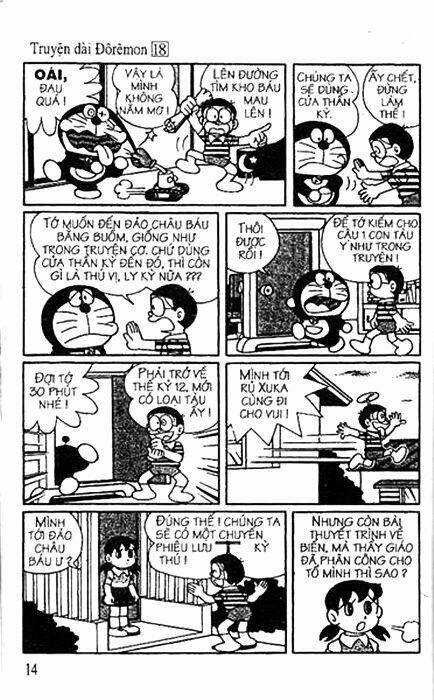 Truyện dài Đôrêmon 18
OÁI,
ĐAU
QUÁ !
VẬY LÀ
MÌNH
KHÔNG
NẰM MƠ !
LÊN ĐƯỜNG
TÌM KHO BÁU
MAU
LÊN !
CHÚNG TA
SẼ DÙNG
CỬA THẦN
KỲ.
ẤY CHẾT,
ĐỪNG
LÀM
THẾ !
TỚ MUỐN ĐẾN ĐẢO CHÂU BÁU
BẰNG BUỒM, GIỐNG NHƯ
TRONG TRUYỆN CƠ. CHỨ DÙNG
CỬA THẦN KỲ ĐẾN ĐÓ, THÌ CÒN
GÌ LÀ THÚ VỊ, LY KỲ NỮA ???
THÔI
ĐƯỢC
RỒI !
ĐỂ TỚ KIẾM CHO
CẬU 1 CON TÀU
Y NHƯ TRONG
TRUYỆN !
ĐỢI TỚ
30 PHÚT
NHÉ !
PHẢI TRỞ VỀ
THẾ KỶ 12, MỚI
CÓ LOẠI TÀU
ẤY !
MÌNH TỚI
RỦ XUKA
CÙNG ĐI
CHO VUI !
MÌNH
TỚI ĐẢO
CHÂU
BÁU Ư ?
ĐÚNG THẾ ! CHÚNG TA
SẼ CÓ MỘT CHUYẾN
PHIÊU LƯU KỲ
THÚ !
NHƯNG CÒN BÀI
THUYẾT TRÌNH VỀ
BIỂN, MÀ THẦY GIÁO
ĐÃ PHÂN CÔNG CHO
TỔ MÌNH THÌ SAO ?
14